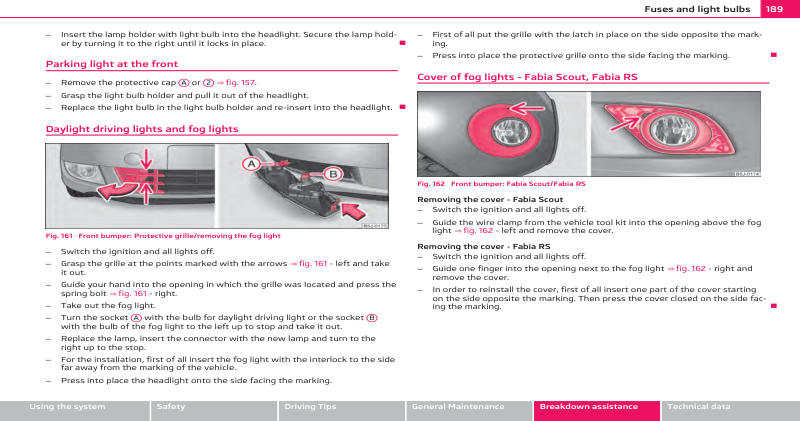 Fuses and light bulbs 189
– Insert the lamp holder with light bulb into the headlight. Secure the lamp hold-
er by turning it to the right until it locks in place.
Parking light at the front
– Remove the protective cap A or 2 ⇒ fig. 157.
– Grasp the light bulb holder and pull it out of the headlight.
– Replace the light bulb in the light bulb holder and re-insert into the headlight.
Daylight driving lights and fog lights
A
B
B5J-0173
Fig. 161 Front bumper: Protective grille/removing the fog light
– Switch the ignition and all lights off.
– Grasp the grille at the points marked with the arrows ⇒ fig. 161 - left and take
it out.
– Guide your hand into the opening in which the grille was located and press the
spring bolt ⇒ fig. 161 - right.
– Take out the fog light.
– Turn the socket A with the bulb for daylight driving light or the socket B
with the bulb of the fog light to the left up to stop and take it out.
– Replace the lamp, insert the connector with the new lamp and turn to the
right up to the stop.
– For the installation, first of all insert the fog light with the interlock to the side
far away from the marking of the vehicle.
– Press into place the headlight onto the side facing the marking.
– First of all put the grille with the latch in place on the side opposite the mark-
ing.
– Press into place the protective grille onto the side facing the marking.
Cover of fog lights - Fabia Scout, Fabia RS
B5J-0174
Fig. 162 Front bumper: Fabia Scout/Fabia RS
Removing the cover - Fabia Scout
– Switch the ignition and all lights off.
– Guide the wire clamp from the vehicle tool kit into the opening above the fog
light ⇒ fig. 162 - left and remove the cover.
Removing the cover - Fabia RS
– Switch the ignition and all lights off.
– Guide one finger into the opening next to the fog light ⇒ fig. 162 - right and
remove the cover.
– In order to reinstall the cover, first of all insert one part of the cover starting
on the side opposite the marking. Then press the cover closed on the side fac-
ing the marking.
Using the system Safety Driving Tips General Maintenance Breakdown assistance Technical data